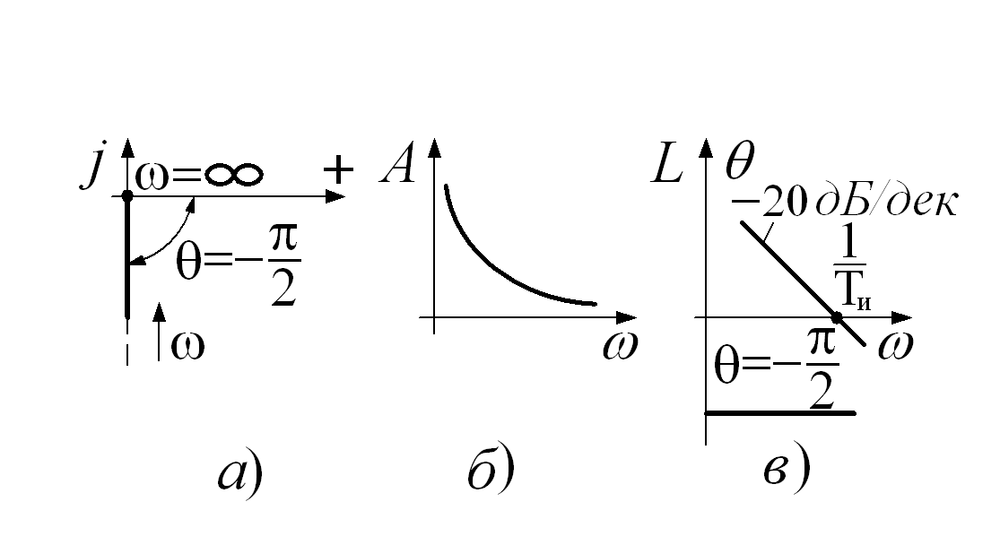 j ω=∞ +
θ=−π/2
ω
а)
A
ω
б)
L θ
−20 дБ/дек
1/Tи
ω
θ=−π/2
в)